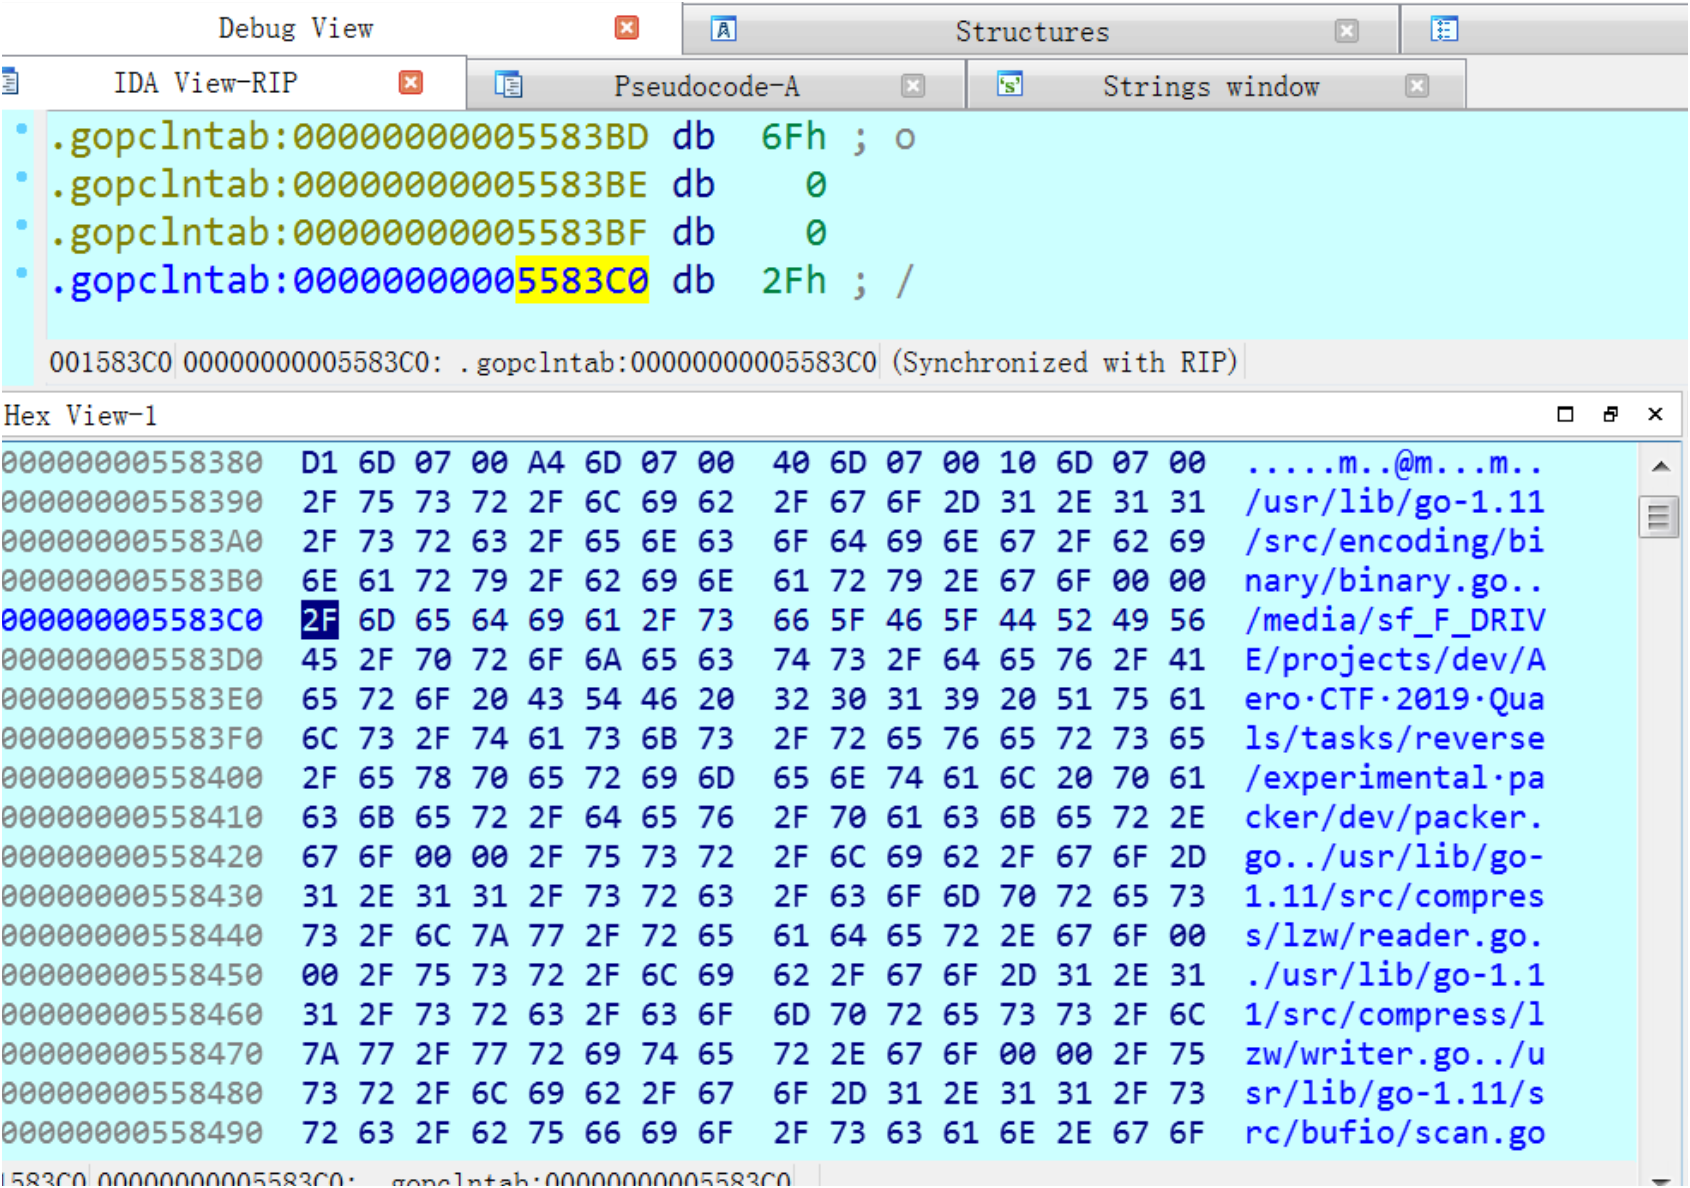 Debug View
Structures
IDA View-RIP
Pseudocode-A
Strings window
.gopclntab:00000000005583BD db 6Fh ; o
.gopclntab:00000000005583BE db 0
.gopclntab:00000000005583BF db 0
.gopclntab:00000000005583C0 db 2Fh ; /
001583C0 00000000005583C0: .gopclntab:00000000005583C0 (Synchronized with RIP)
Hex View-1
00000000558380 D1 6D 07 00 A4 6D 07 00 40 6D 07 00 10 6D 07 00 .....m..@m...m..
00000000558390 2F 75 73 72 2F 6C 69 62 2F 67 6F 2D 31 2E 31 31 /usr/lib/go-1.11
000000005583A0 2F 73 72 63 2F 65 6E 63 6F 64 69 6E 67 2F 62 69 /src/encoding/bi
000000005583B0 6E 61 72 79 2F 62 69 6E 61 72 79 2E 67 6F 00 00 nary/binary.go..
000000005583C0 2F 6D 65 64 69 61 2F 73 66 5F 46 5F 44 52 49 56 /media/sf_F_DRIV
000000005583D0 45 2F 70 72 6F 6A 65 63 74 73 2F 64 65 76 2F 41 E/projects/dev/A
000000005583E0 65 72 6F 20 43 54 46 20 32 30 31 39 20 51 75 61 ero·CTF·2019·Qua
000000005583F0 6C 73 2F 74 61 73 6B 73 2F 72 65 76 65 72 73 65 ls/tasks/reverse
00000000558400 2F 65 78 70 65 72 69 6D 65 6E 74 61 6C 20 70 61 /experimental·pa
00000000558410 63 6B 65 72 2F 64 65 76 2F 70 61 63 6B 65 72 2E cker/dev/packer.
00000000558420 67 6F 00 00 2F 75 73 72 2F 6C 69 62 2F 67 6F 2D go../usr/lib/go-
00000000558430 31 2E 31 31 2F 73 72 63 2F 63 6F 6D 70 72 65 73 1.11/src/compres
00000000558440 73 2F 6C 7A 77 2F 72 65 61 64 65 72 2E 67 6F 00 s/lzw/reader.go.
00000000558450 00 2F 75 73 72 2F 6C 69 62 2F 67 6F 2D 31 2E 31 ./usr/lib/go-1.1
00000000558460 31 2F 73 72 63 2F 63 6F 6D 70 72 65 73 73 2F 6C 1/src/compress/l
00000000558470 7A 77 2F 77 72 69 74 65 72 2E 67 6F 00 00 2F 75 zw/writer.go../u
00000000558480 73 72 2F 6C 69 62 2F 67 6F 2D 31 2E 31 31 2F 73 sr/lib/go-1.11/s
00000000558490 72 63 2F 62 75 66 69 6F 2F 73 63 61 6E 2E 67 6F rc/bufio/scan.go
1583C0 00000000005583C0: .gopclntab:00000000005583C0